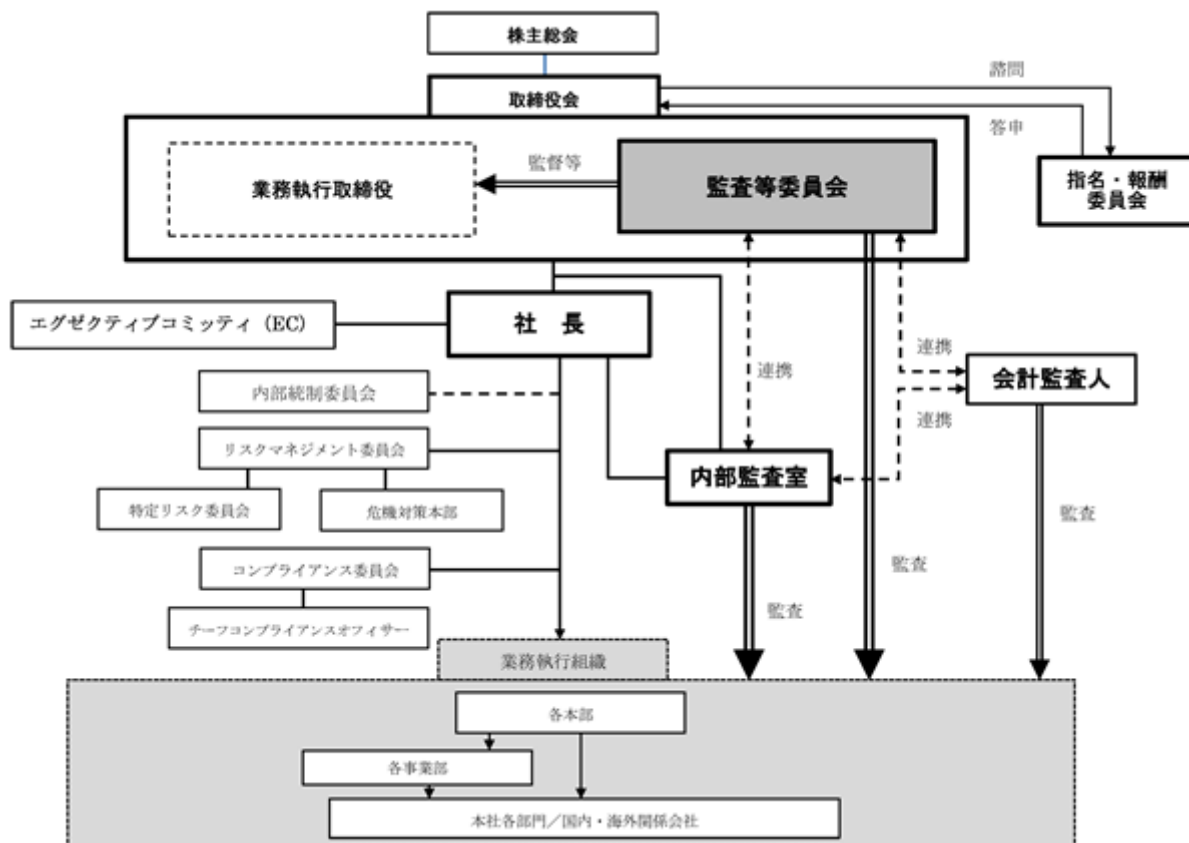 株主総会
取締役会
諮問
答申
指名・報酬
委員会
業務執行取締役
監督等
監査等委員会
エグゼクティブコミッティ（EC）
社　長
連携
連携
会計監査人
連携
内部統制委員会
リスクマネジメント委員会
特定リスク委員会
危機対策本部
内部監査室
監査
監査
監査
コンプライアンス委員会
チーフコンプライアンスオフィサー
業務執行組織
各本部
各事業部
本社各部門／国内・海外関係会社